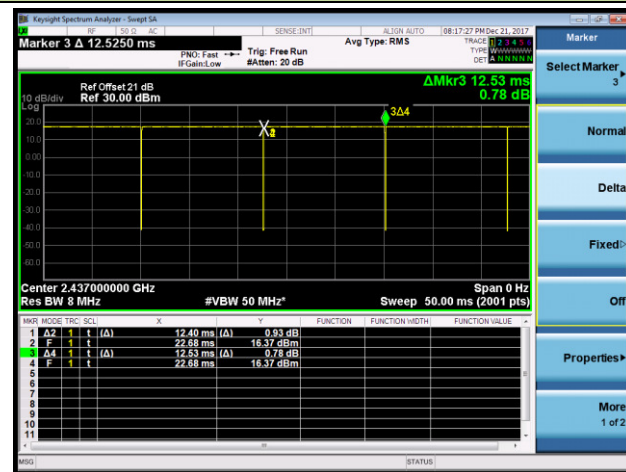 Keysight Spectrum Analyzer - Swept SA
RF 50 Ω AC SENSE:INT ALIGN AUTO 08:17:27 PM Dec 21, 2017
Marker 3 Δ 12.5250 ms
PNO: Fast
IFGain:Low
Trig: Free Run
#Atten: 20 dB
Avg Type: RMS
TRACE 1 2 3 4 5 6
TYPE WWWWWW
DET A N N N N N
Marker
Select Marker
3
Normal
Delta
Fixed
Off
Properties
More
1 of 2
Ref Offset 21 dB
Ref 30.00 dBm
10 dB/div
Log
ΔMkr3 12.53 ms
0.78 dB
3Δ4
20.0
10.0
0.00
-10.0
-20.0
-30.0
-40.0
-50.0
-60.0
Center 2.437000000 GHz
Span 0 Hz
Res BW 8 MHz
#VBW 50 MHz*
Sweep 50.00 ms (2001 pts)
MKR MODE TRC SCL X Y FUNCTION FUNCTION WIDTH FUNCTION VALUE
1 Δ2 1 t (Δ) 12.40 ms (Δ) 0.93 dB
2 F 1 t 22.68 ms 16.37 dBm
3 Δ4 1 t (Δ) 12.53 ms (Δ) 0.78 dB
4 F 1 t 22.68 ms 16.37 dBm
5
6
7
8
9
10
11
MSG
STATUS